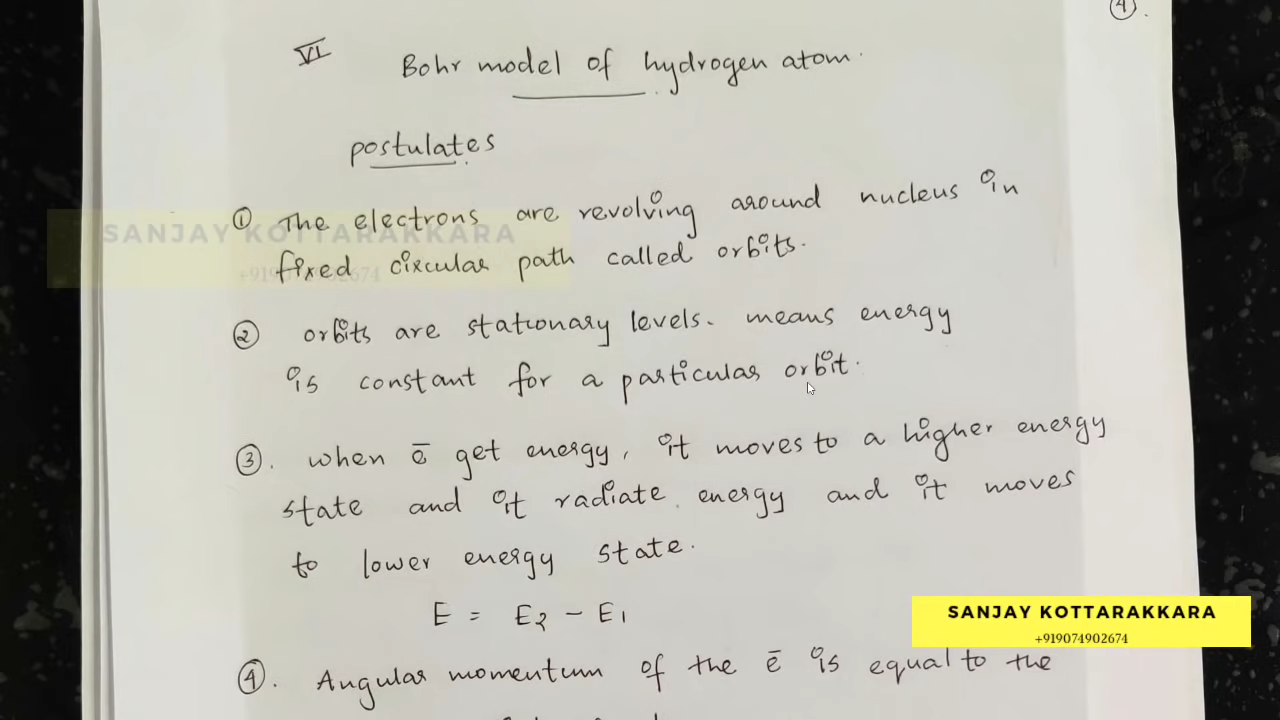 ④.
VI Bohr model of hydrogen atom.
postulates
① The electrons are revolving around nucleus in
fixed circular path called orbits.
② orbits are stationary levels. means energy
is constant for a particular orbit.
③. when ē get energy, it moves to a higher energy
state and it radiate energy and it moves
to lower energy state.
E = E₂ - E₁
④. Angular momentum of the ē is equal to the
SANJAY KOTTARAKKARA
+919074902674
SANJAY KOTTARAKKARA
+919074902674